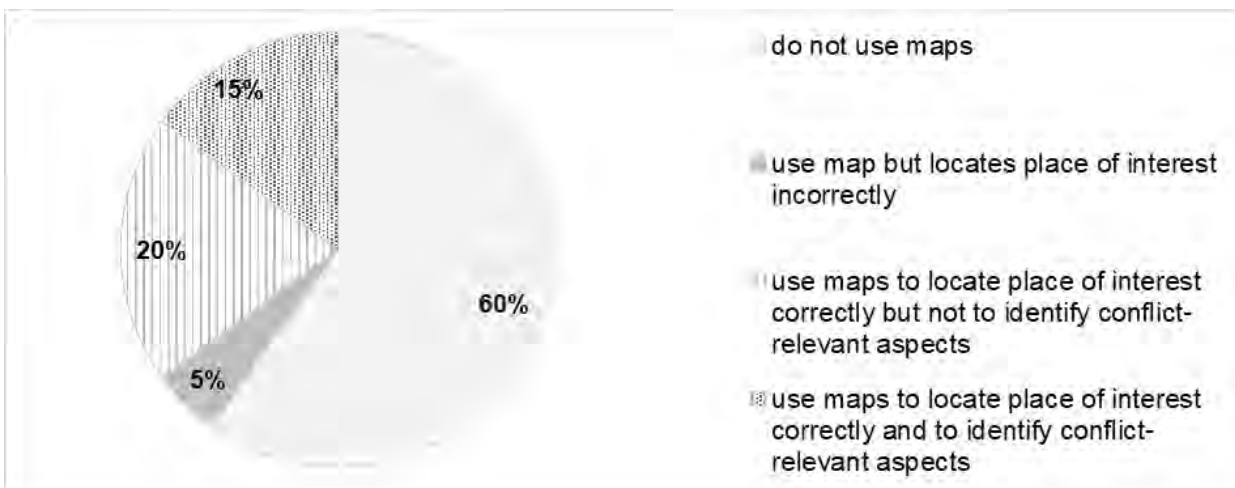 15%
20%
5%
60%
do not use maps
use map but locates place of interest
incorrectly
use maps to locate place of interest
correctly but not to identify conflict-
relevant aspects
use maps to locate place of interest
correctly and to identify conflict-
relevant aspects